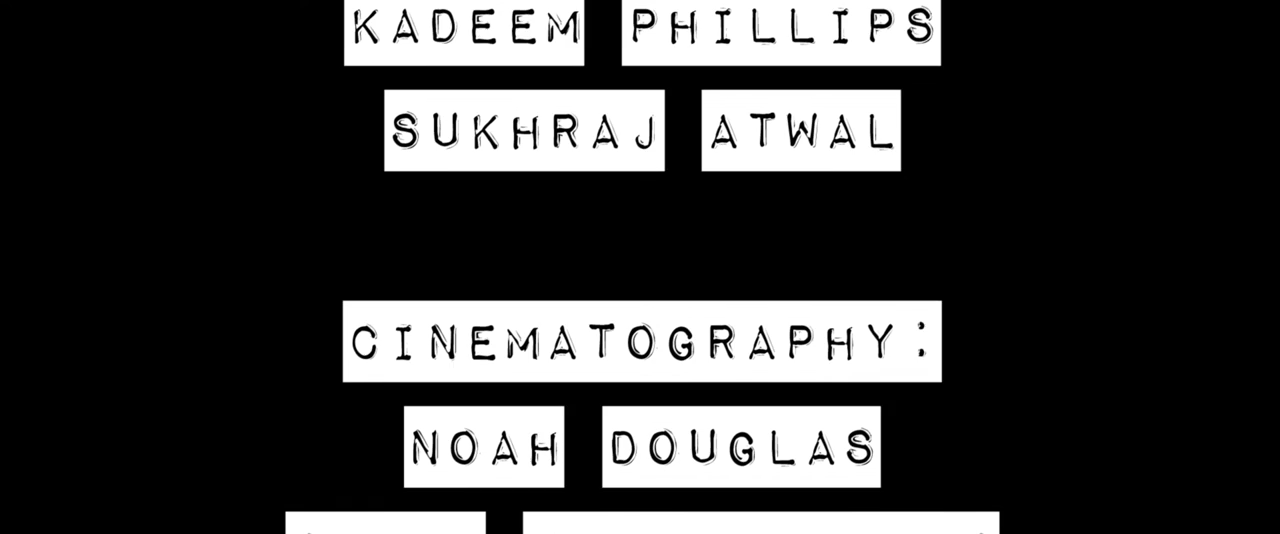 KADEEM PHILLIPS
SUKHRAJ ATWAL
CINEMATOGRAPHY:
NOAH DOUGLAS